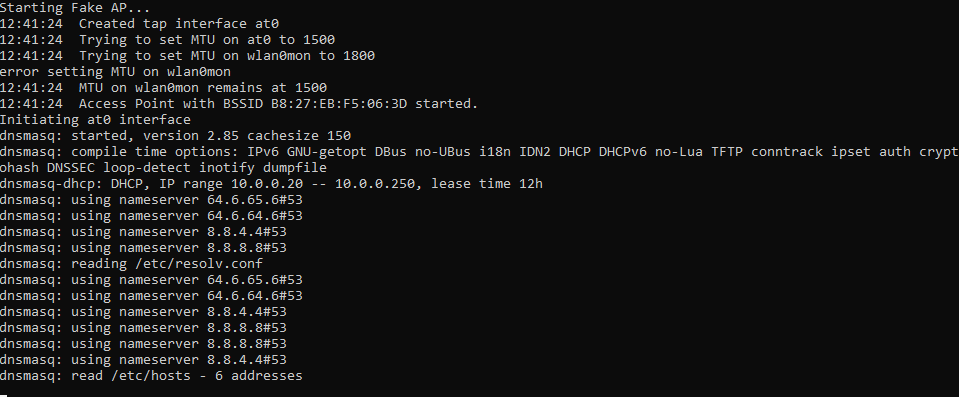 Starting Fake AP...
12:41:24  Created tap interface at0
12:41:24  Trying to set MTU on at0 to 1500
12:41:24  Trying to set MTU on wlan0mon to 1800
error setting MTU on wlan0mon
12:41:24  MTU on wlan0mon remains at 1500
12:41:24  Access Point with BSSID B8:27:EB:F5:06:3D started.
Initiating at0 interface
dnsmasq: started, version 2.85 cachesize 150
dnsmasq: compile time options: IPv6 GNU-getopt DBus no-UBus i18n IDN2 DHCP DHCPv6 no-Lua TFTP conntrack ipset auth crypt
ohash DNSSEC loop-detect inotify dumpfile
dnsmasq-dhcp: DHCP, IP range 10.0.0.20 -- 10.0.0.250, lease time 12h
dnsmasq: using nameserver 64.6.65.6#53
dnsmasq: using nameserver 64.6.64.6#53
dnsmasq: using nameserver 8.8.4.4#53
dnsmasq: using nameserver 8.8.8.8#53
dnsmasq: reading /etc/resolv.conf
dnsmasq: using nameserver 64.6.65.6#53
dnsmasq: using nameserver 64.6.64.6#53
dnsmasq: using nameserver 8.8.4.4#53
dnsmasq: using nameserver 8.8.8.8#53
dnsmasq: using nameserver 8.8.8.8#53
dnsmasq: using nameserver 8.8.4.4#53
dnsmasq: read /etc/hosts - 6 addresses